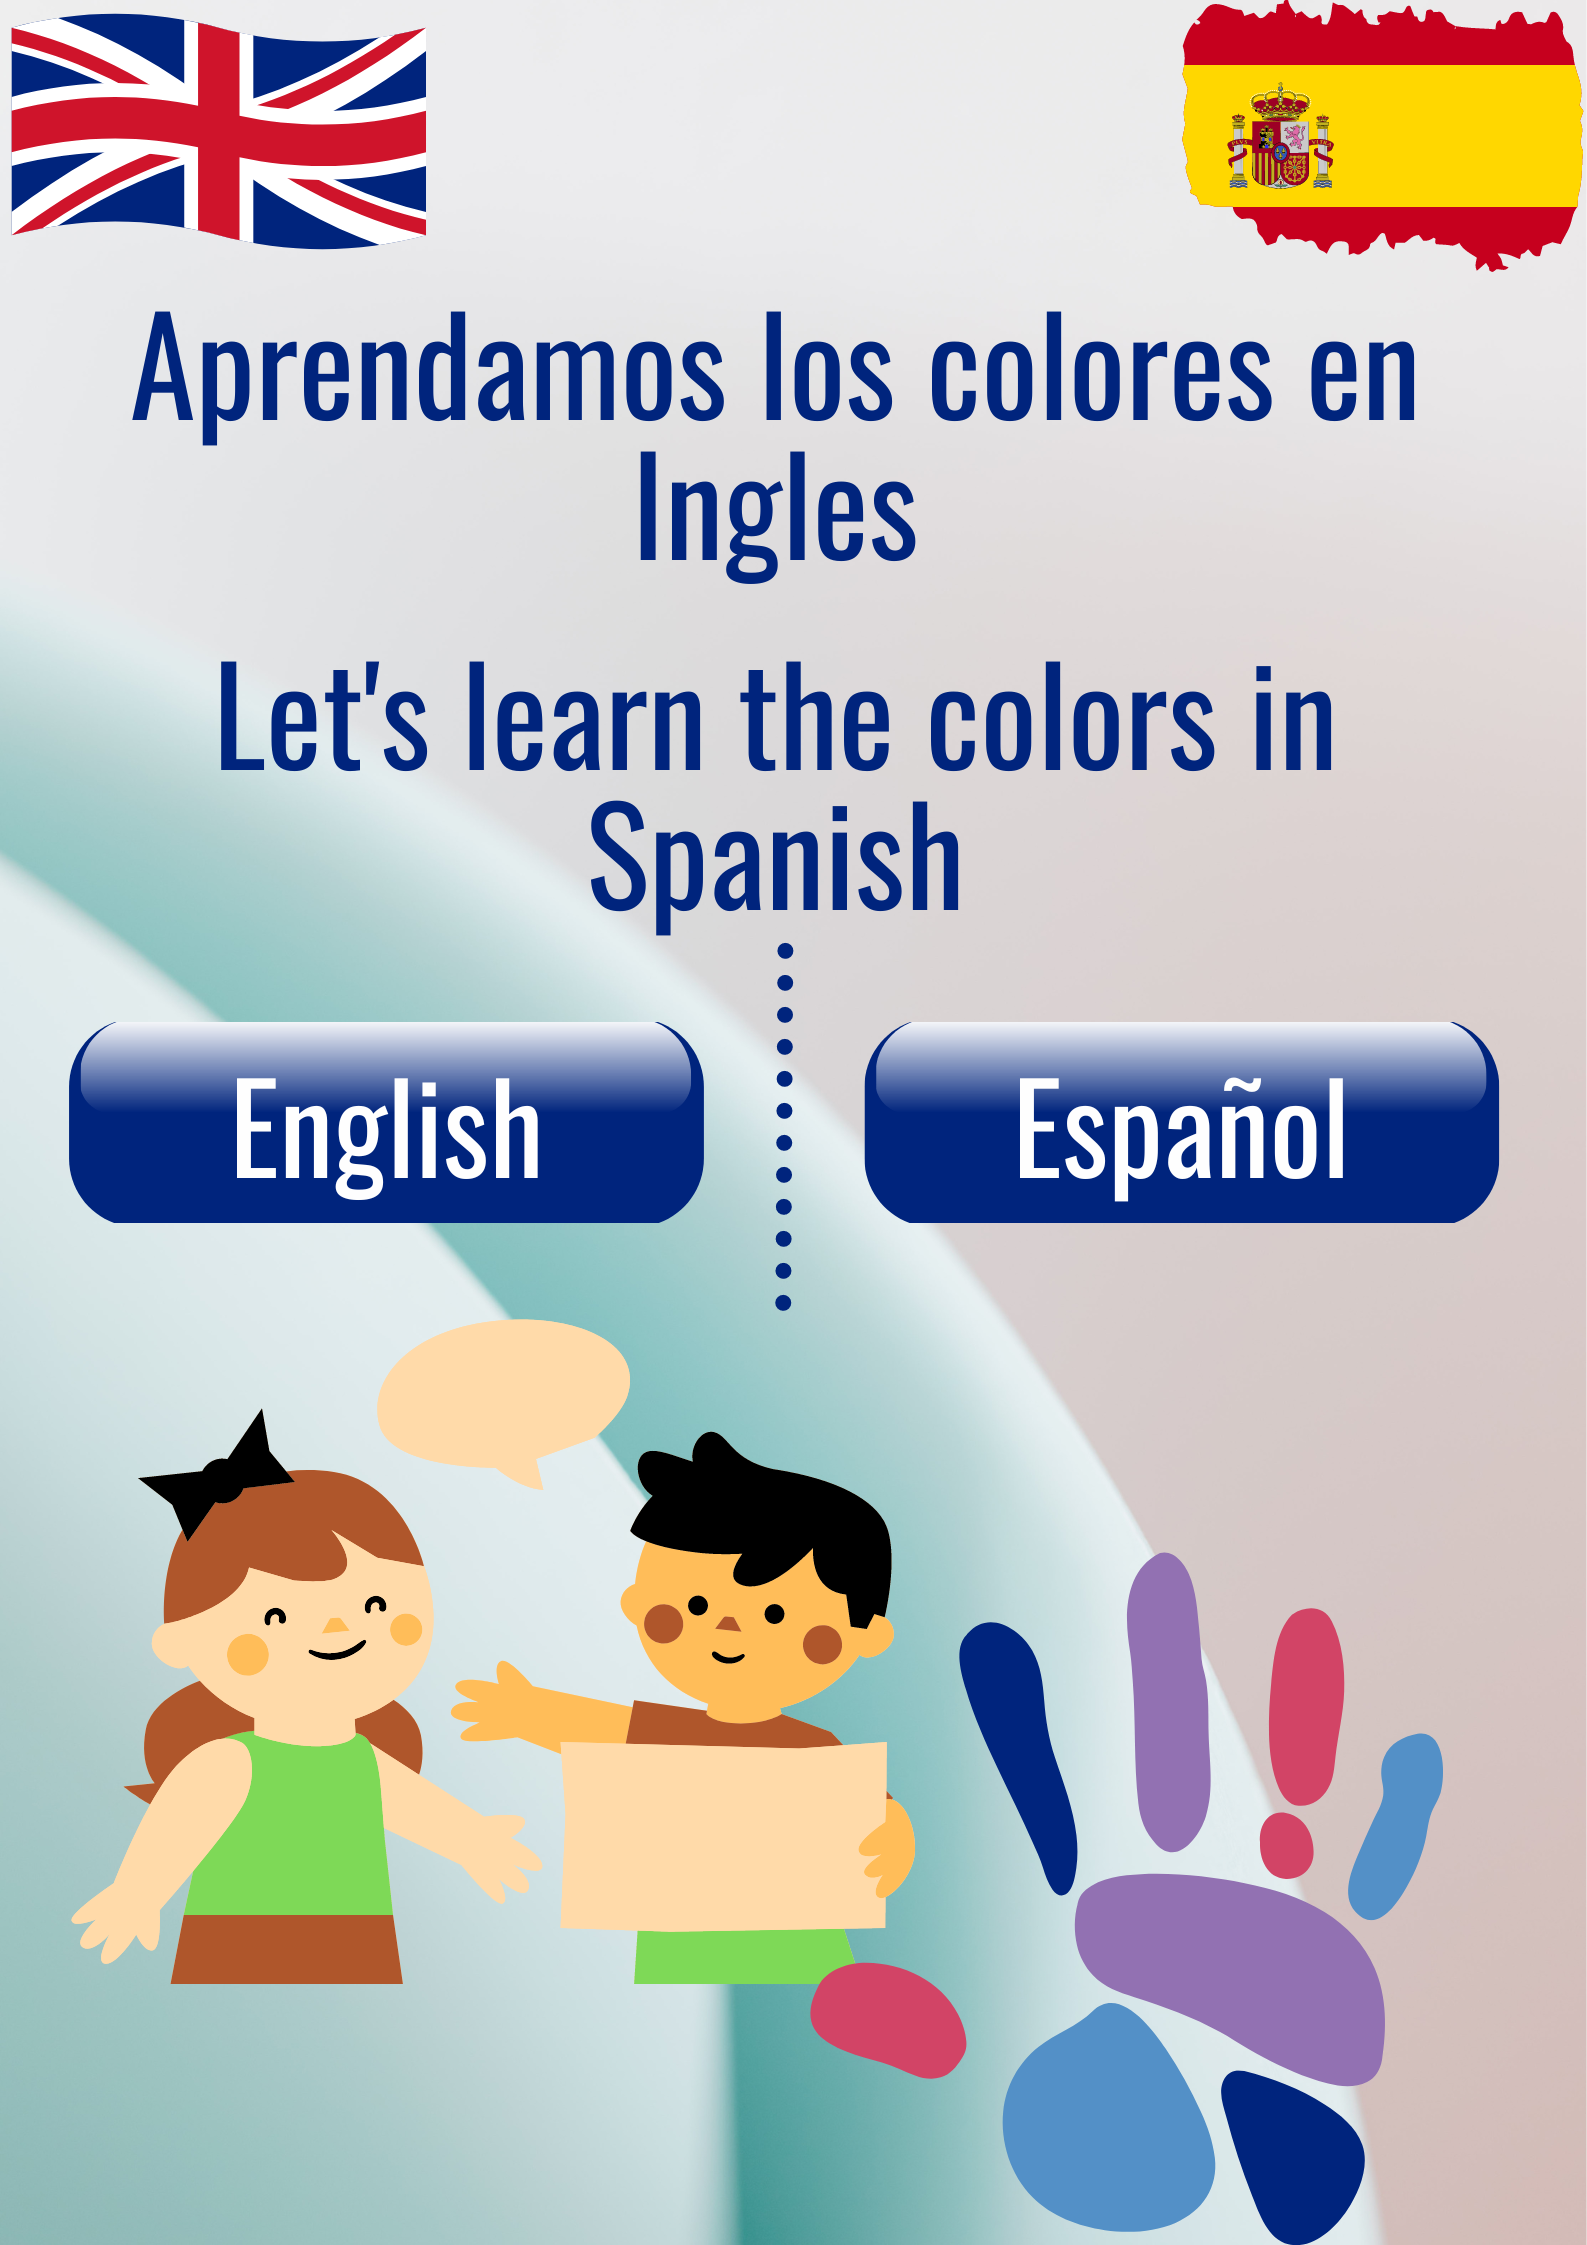 Aprendamos los colores en
Ingles
Let's learn the colors in
Spanish
English
Español